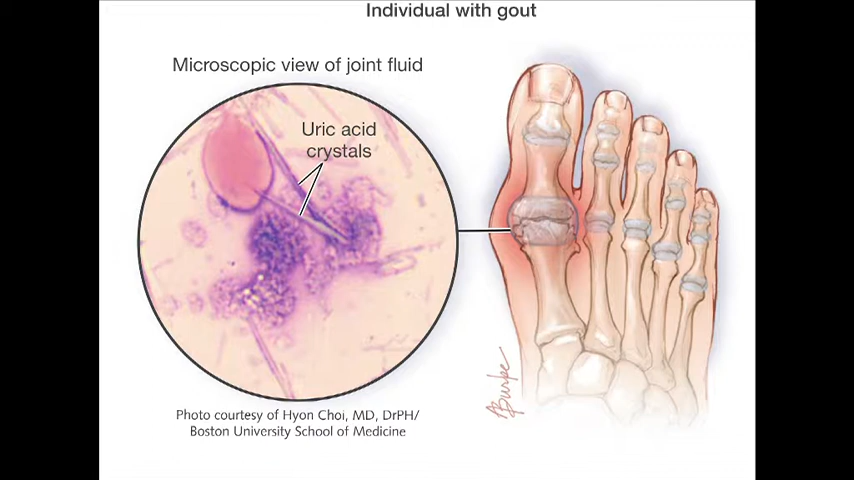 Individual with gout
Microscopic view of joint fluid
Uric acid
crystals
Photo courtesy of Hyon Choi, MD, DrPH/
Boston University School of Medicine